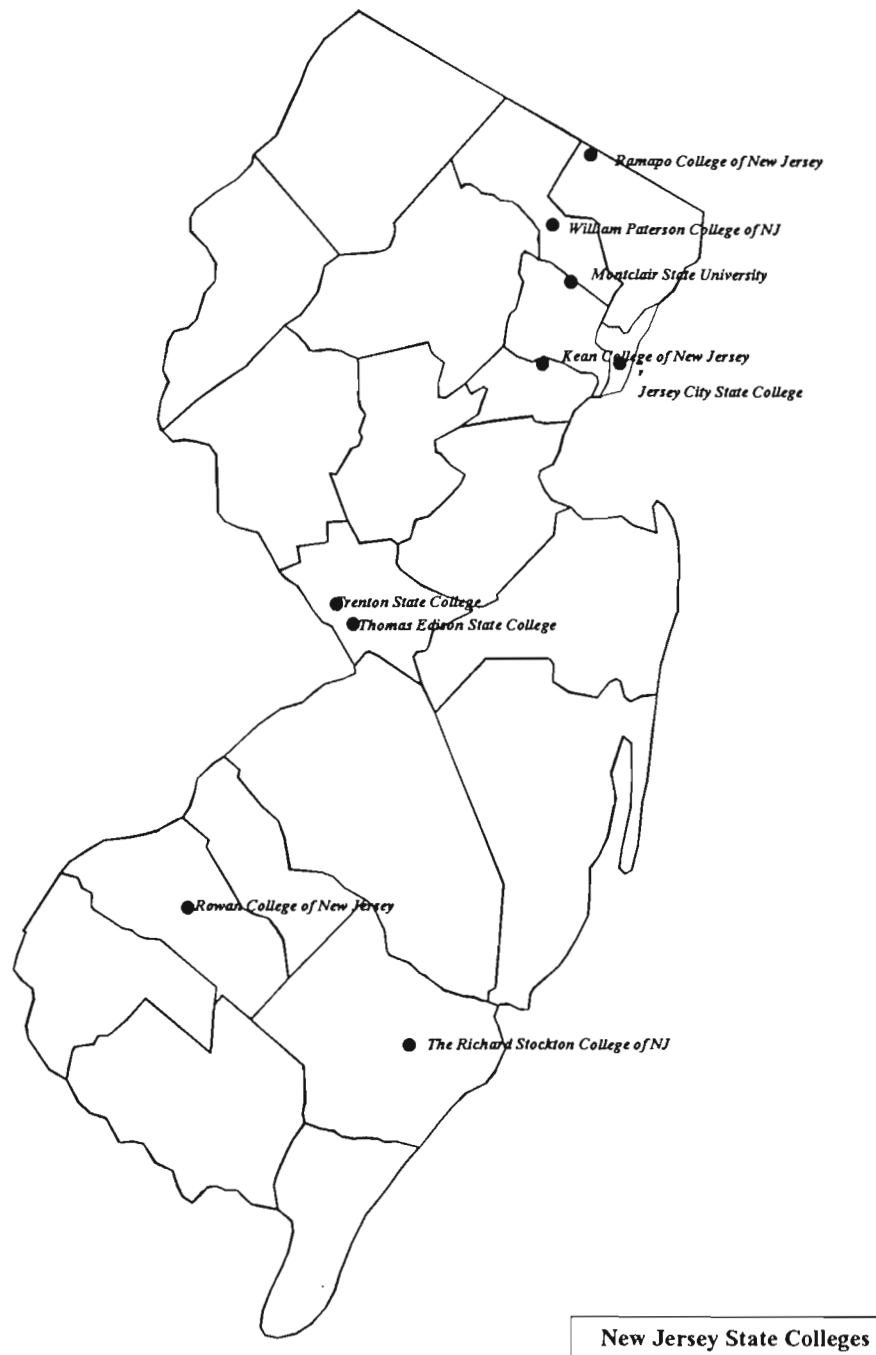 Ramapo College of New Jersey
William Paterson College of NJ
Montclair State University
Kean College of New Jersey
Jersey City State College
Trenton State College
Thomas Edison State College
Rowan College of New Jersey
The Richard Stockton College of NJ
New Jersey State Colleges